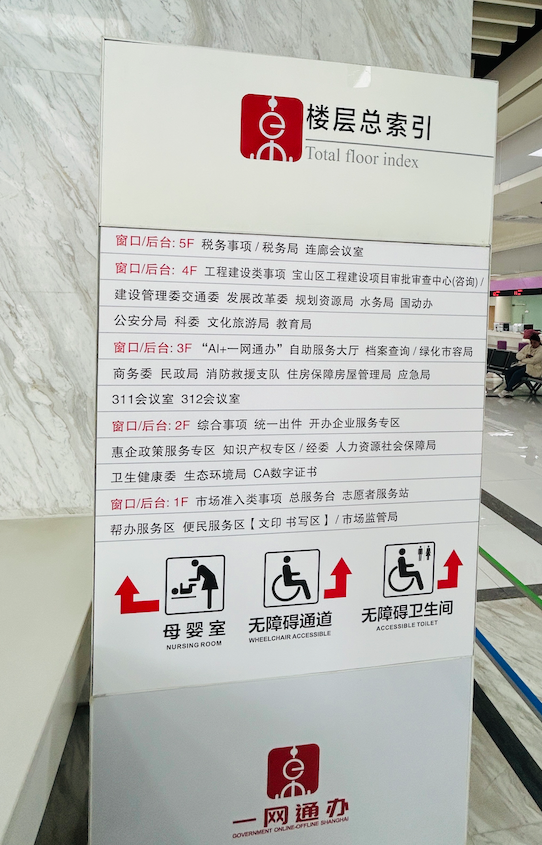 楼层总索引
Total floor index
窗口/后台: 5F 税务事项 / 税务局 连廊会议室
窗口/后台: 4F 工程建设类事项 宝山区工程建设项目审批审查中心(咨询) /
建设管理委交通委 发展改革委 规划资源局 水务局 国动办
公安分局 科委 文化旅游局 教育局
窗口/后台: 3F “AI+一网通办”自助服务大厅 档案查询 / 绿化市容局
商务委 民政局 消防救援支队 住房保障房屋管理局 应急局
311会议室 312会议室
窗口/后台: 2F 综合事项 统一出件 开办企业服务专区
惠企政策服务专区 知识产权专区 / 经委 人力资源社会保障局
卫生健康委 生态环境局 CA数字证书
窗口/后台: 1F 市场准入类事项 总服务台 志愿者服务站
帮办服务区 便民服务区【文印 书写区】/ 市场监管局
母婴室
NURSING ROOM
无障碍通道
WHEELCHAIR ACCESSIBLE
无障碍卫生间
ACCESSIBLE TOILET
一网通办
GOVERNMENT ONLINE-OFFLINE SHANGHAI